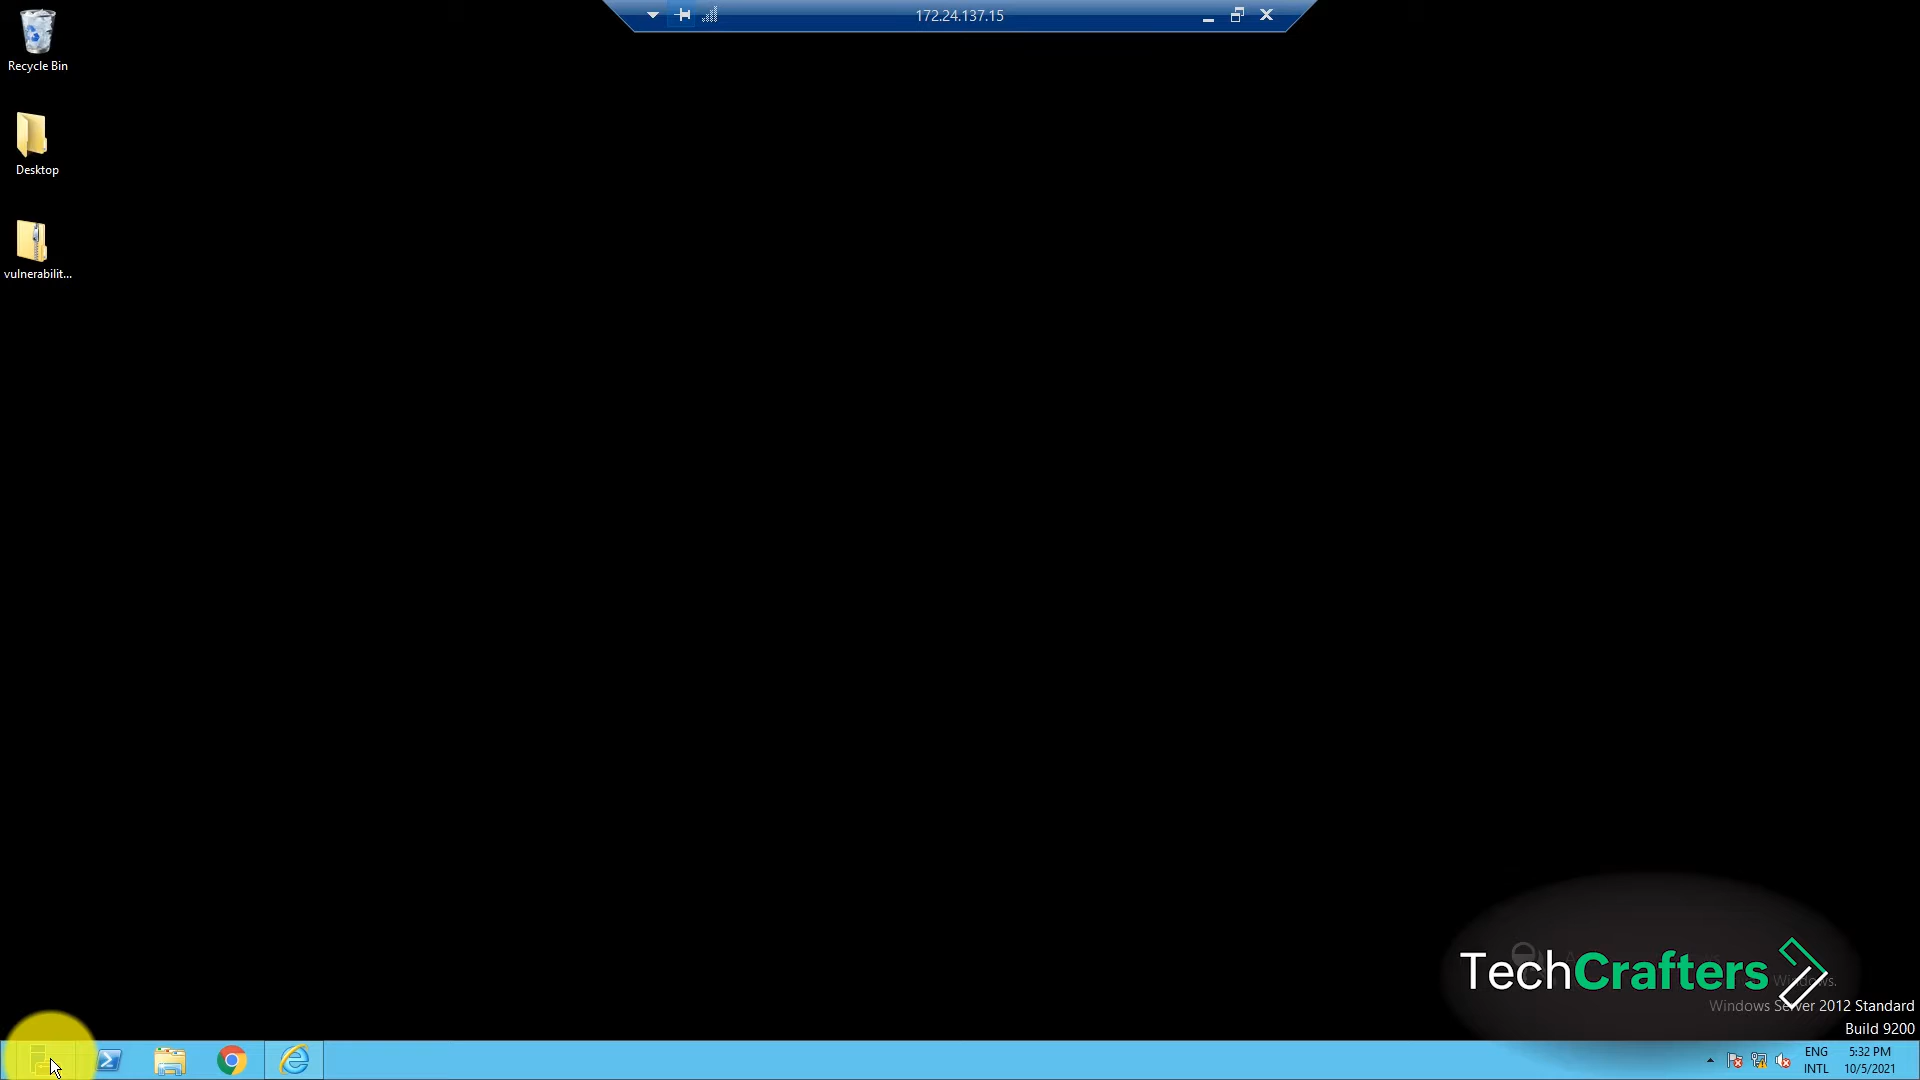 172.24.137.15
Recycle Bin
Desktop
vulnerabilit...
TechCrafters
Windows.
Windows Server 2012 Standard
Build 9200
ENG
INTL
5:32 PM
10/5/2021